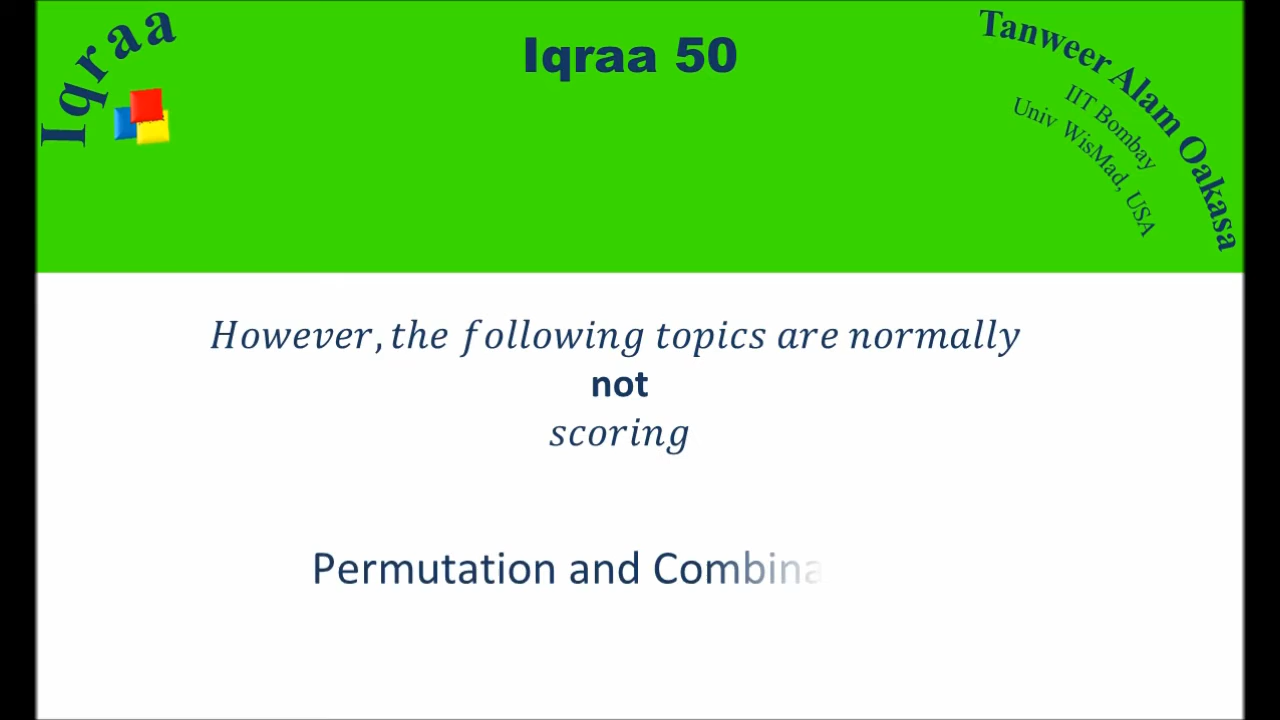 Iqraa
Iqraa 50
Tanweer Alam Oakasa
IIT Bombay
Univ WisMad, USA
However, the following topics are normally
not
scoring
Permutation and Combina